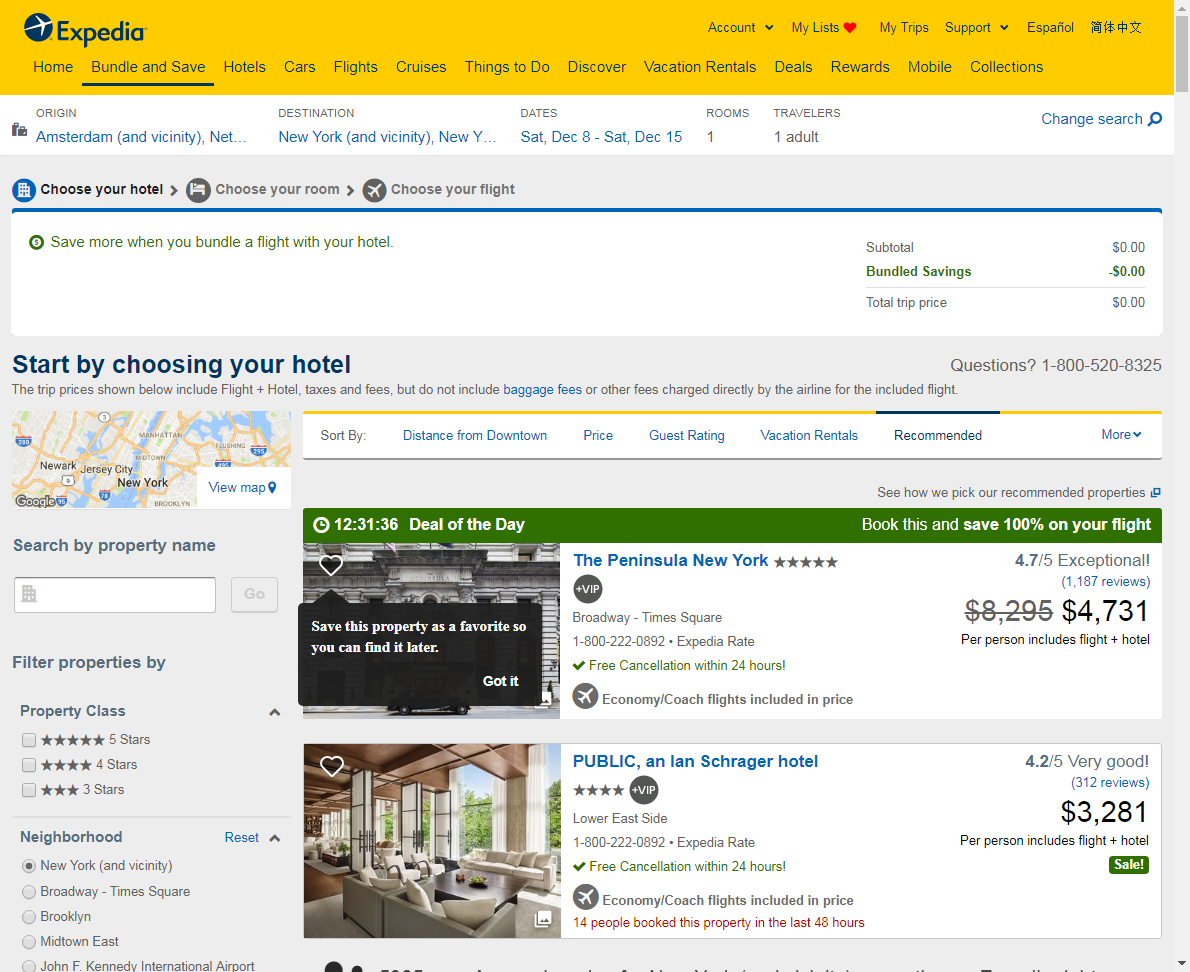 Expedia
Account
My Lists
My Trips
Support
Español
简体中文
Home
Bundle and Save
Hotels
Cars
Flights
Cruises
Things to Do
Discover
Vacation Rentals
Deals
Rewards
Mobile
Collections
ORIGIN
Amsterdam (and vicinity), Net...
DESTINATION
New York (and vicinity), New Y...
DATES
Sat, Dec 8 - Sat, Dec 15
ROOMS
1
TRAVELERS
1 adult
Change search
Choose your hotel
Choose your room
Choose your flight
Save more when you bundle a flight with your hotel.
Subtotal $0.00
Bundled Savings -$0.00
Total trip price $0.00
Start by choosing your hotel
Questions? 1-800-520-8325
The trip prices shown below include Flight + Hotel, taxes and fees, but do not include baggage fees or other fees charged directly by the airline for the included flight.
3
MANHATTAN
280
FLUSHING
295
MIDTOWN
495
Newark
Jersey City
9
New York
78
95
BROOKLYN
Google
View map
Search by property name
Go
Filter properties by
Property Class
5 Stars
4 Stars
3 Stars
Neighborhood
Reset
New York (and vicinity)
Broadway - Times Square
Brooklyn
Midtown East
John F. Kennedy International Airport
Sort By:
Distance from Downtown
Price
Guest Rating
Vacation Rentals
Recommended
More
See how we pick our recommended properties
12:31:36 Deal of the Day
Book this and save 100% on your flight
Save this property as a favorite so
you can find it later.
Got it
The Peninsula New York
+VIP
Broadway - Times Square
1-800-222-0892 • Expedia Rate
Free Cancellation within 24 hours!
Economy/Coach flights included in price
4.7/5 Exceptional!
(1,187 reviews)
$8,295 $4,731
Per person includes flight + hotel
PUBLIC, an Ian Schrager hotel
+VIP
Lower East Side
1-800-222-0892 • Expedia Rate
Free Cancellation within 24 hours!
Economy/Coach flights included in price
14 people booked this property in the last 48 hours
4.2/5 Very good!
(312 reviews)
$3,281
Per person includes flight + hotel
Sale!